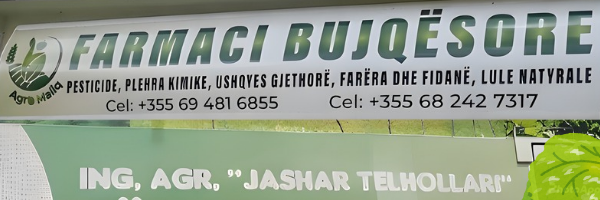 FARMACI BUJQËSORE
PESTICIDE, PLEHRA KIMIKE, USHQYES GJETHORË, FARËRA DHE FIDANË, LULE NATYRALE
Agro Maliq
Cel: +355 69 481 6855 Cel: +355 68 242 7317
ING, AGR, "JASHAR TELHOLLARI"